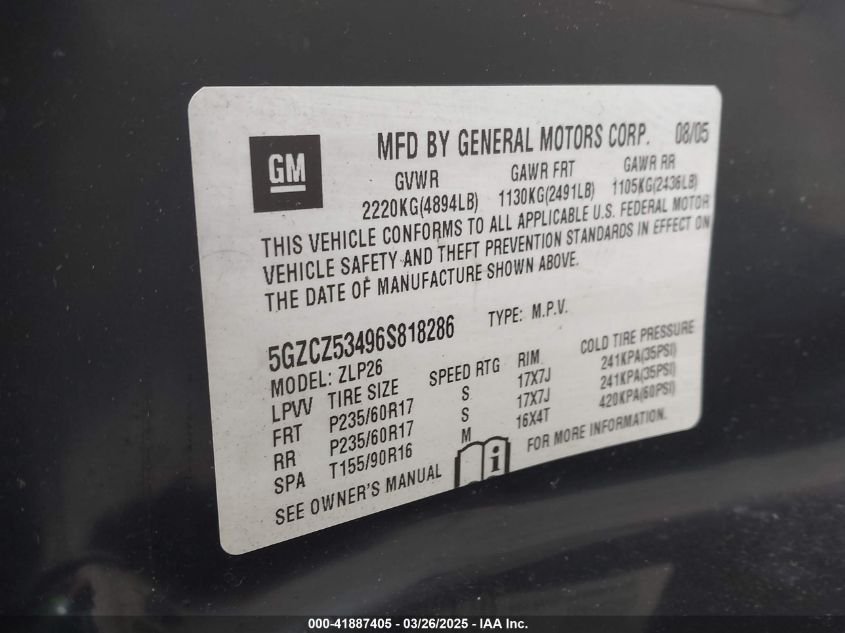 GM
MFD BY GENERAL MOTORS CORP. 08/05
GVWR GAWR FRT GAWR RR
2220KG(4894LB) 1130KG(2491LB) 1105KG(2436LB)
THIS VEHICLE CONFORMS TO ALL APPLICABLE U.S. FEDERAL MOTOR
VEHICLE SAFETY AND THEFT PREVENTION STANDARDS IN EFFECT ON
THE DATE OF MANUFACTURE SHOWN ABOVE.
5GZCZ53496S818286 TYPE: M.P.V.
MODEL: ZLP26
LPVV TIRE SIZE SPEED RTG RIM COLD TIRE PRESSURE
FRT P235/60R17 S 17X7J 241KPA(35PSI)
RR P235/60R17 S 17X7J 241KPA(35PSI)
SPA T155/90R16 M 16X4T 420KPA(60PSI)
SEE OWNER'S MANUAL i FOR MORE INFORMATION.
000-41887405 - 03/26/2025 - IAA Inc.